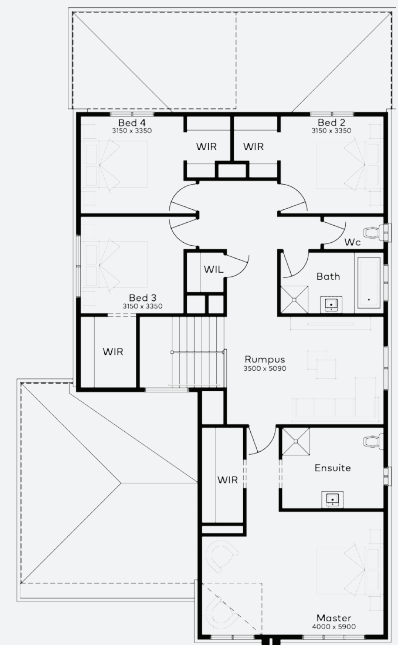 Bed 4
3150 x 3350
WIR
WIR
Bed 2
3150 x 3350
Wc
WIL
Bath
Bed 3
3150 x 3350
WIR
Rumpus
3500 x 5090
WIR
Ensuite
Master
4000 x 5900